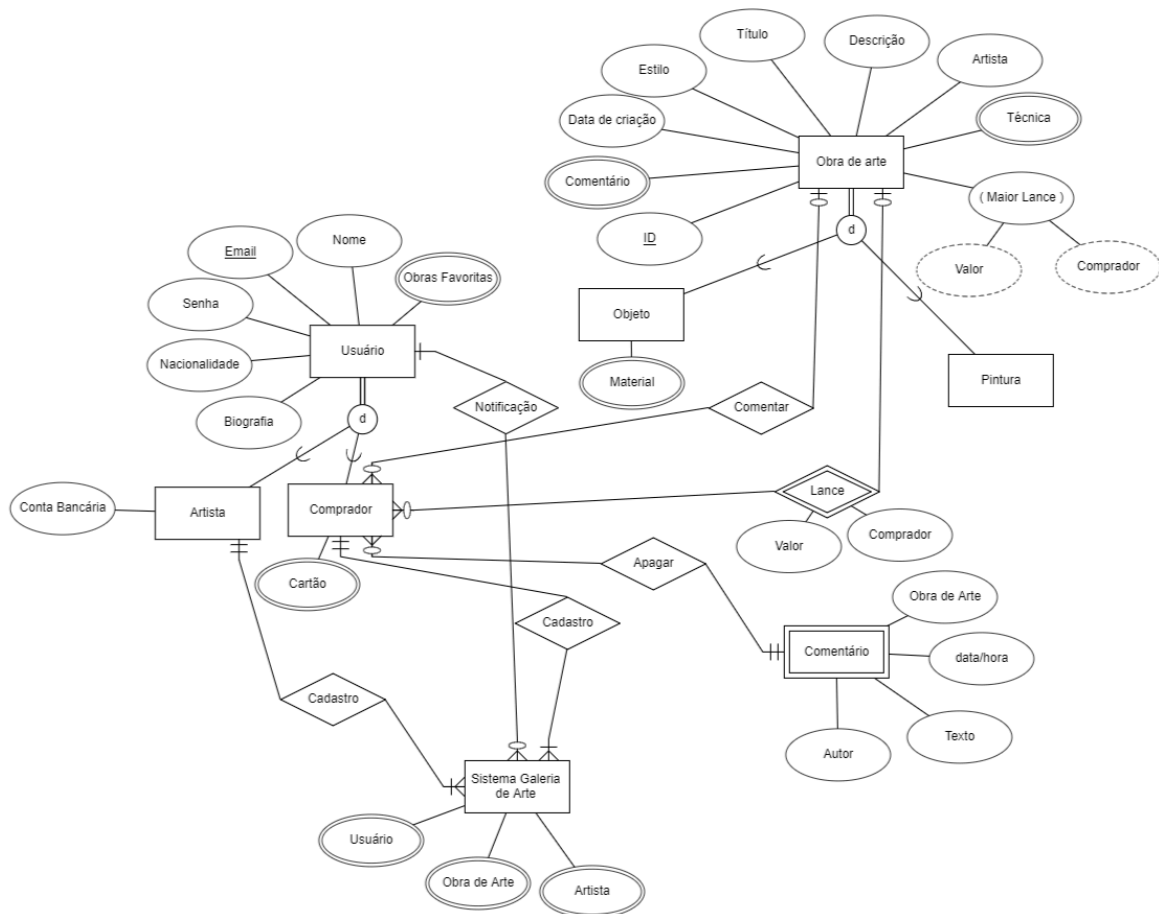 Título
Descrição
Estilo
Artista
Data de criação
Técnica
Obra de arte
Comentário
( Maior Lance )
ID
d
Valor
Comprador
Email
Nome
Obras Favoritas
Senha
Usuário
Nacionalidade
Biografia
d
Objeto
Material
Pintura
Notificação
Comentar
Conta Bancária
Artista
Comprador
Lance
Valor
Comprador
Cartão
Apagar
Cadastro
Obra de Arte
Comentário
data/hora
Texto
Autor
Cadastro
Sistema Galeria
de Arte
Usuário
Obra de Arte
Artista